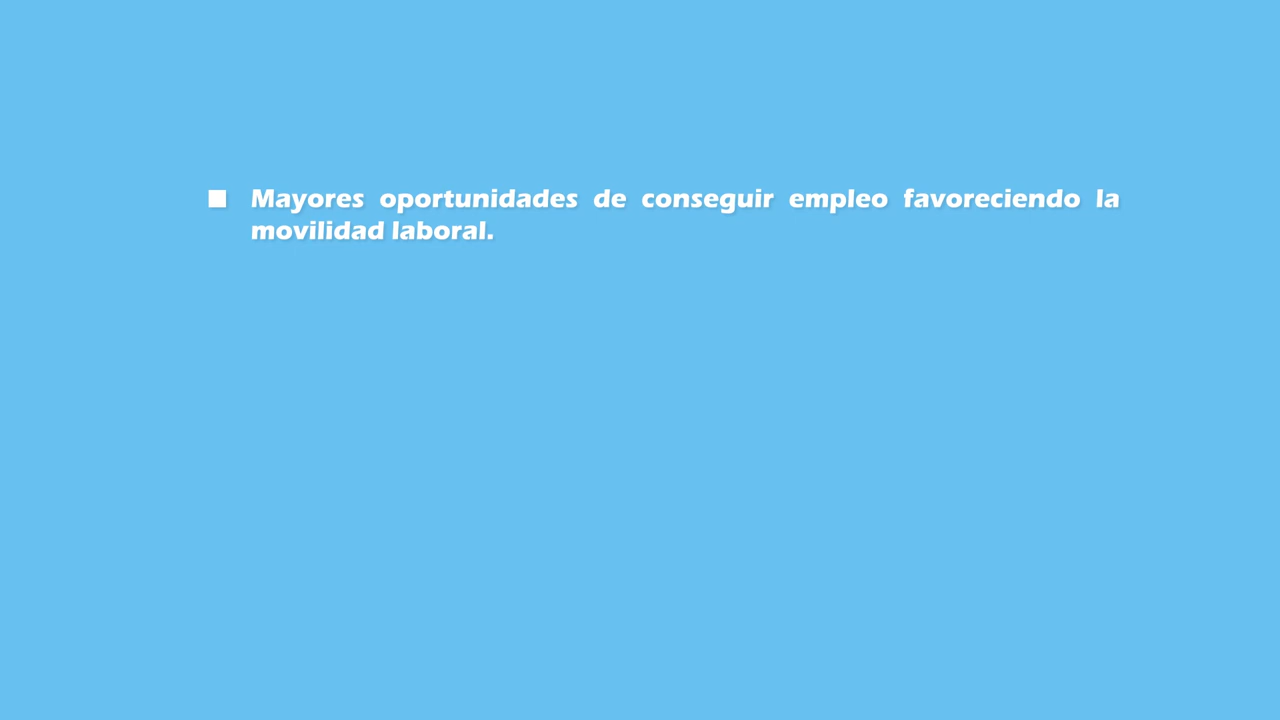 ■ Mayores oportunidades de conseguir empleo favoreciendo la
movilidad laboral.